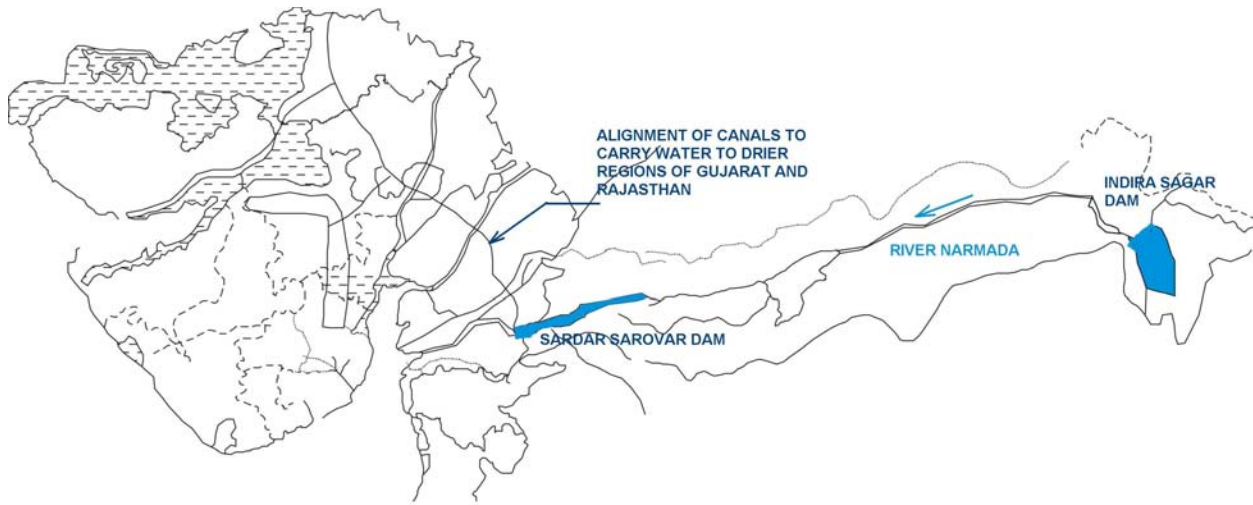 ALIGNMENT OF CANALS TO
CARRY WATER TO DRIER
REGIONS OF GUJARAT AND
RAJASTHAN
INDIRA SAGAR
DAM
RIVER NARMADA
SARDAR SAROVAR DAM